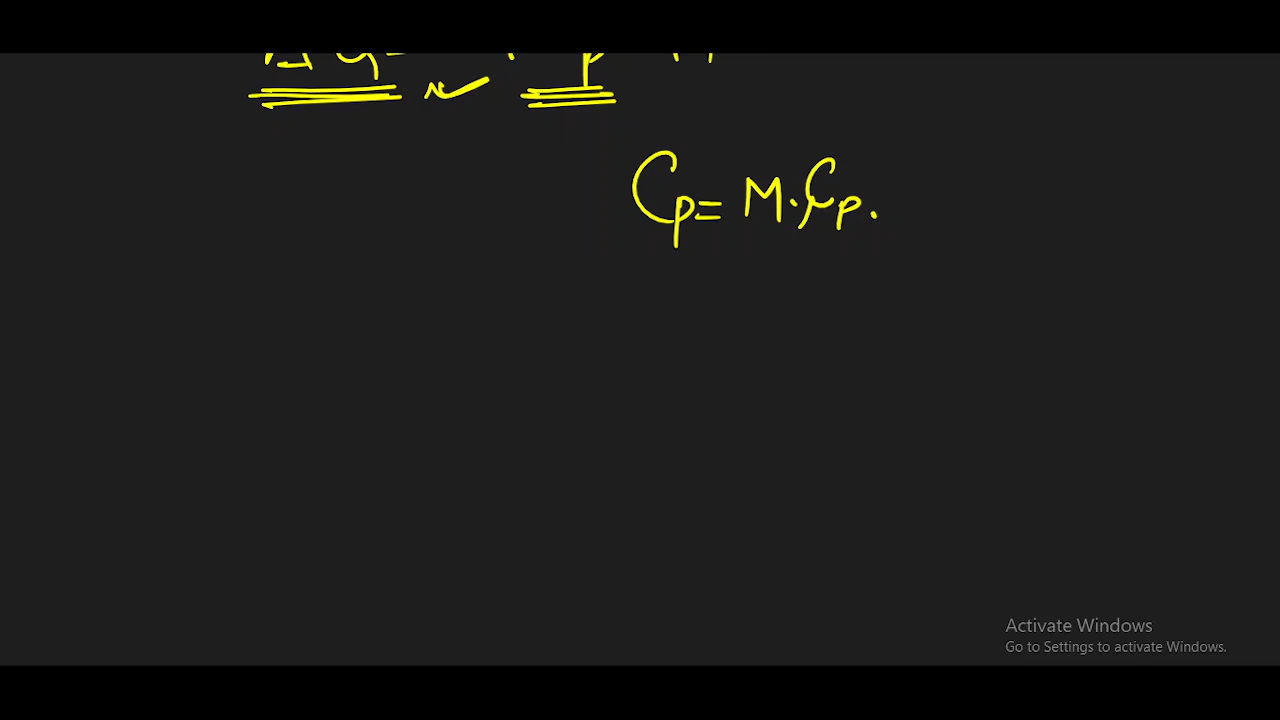 Cp = M.Cp.
Activate Windows
Go to Settings to activate Windows.